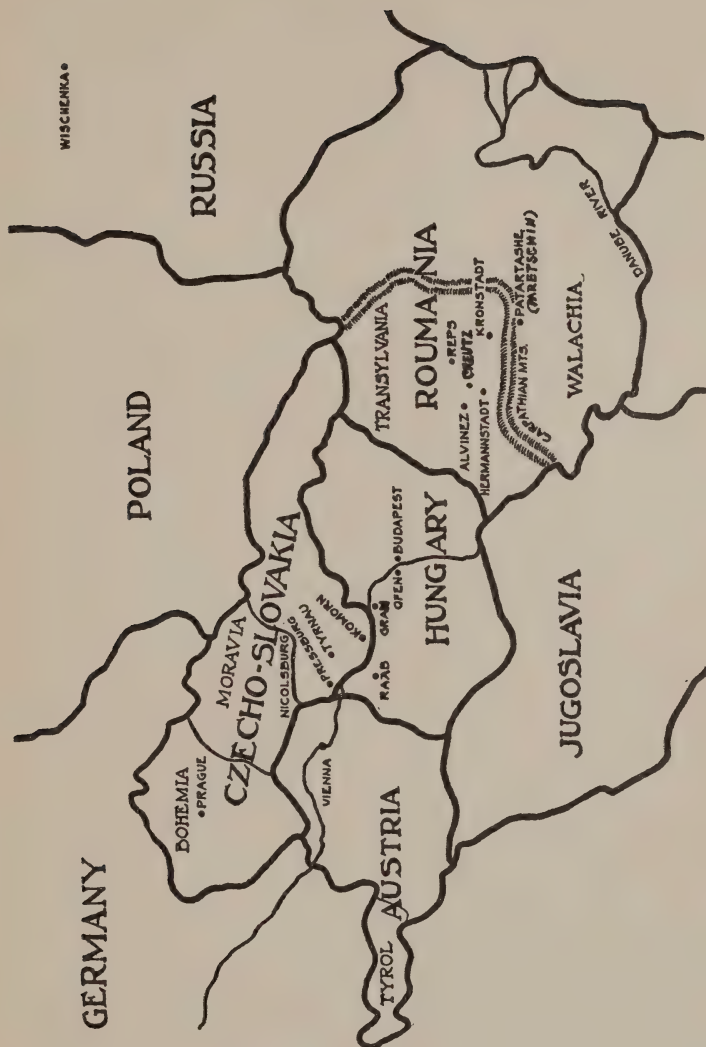 GERMANY
POLAND
RUSSIA
WISCHENKA
BOHEMIA
PRAGUE
MORAVIA
CZECHO-SLOVAKIA
NICOLSBURG
PRESSBURG
TYRNAU
KOMORN
VIENNA
TYROL
AUSTRIA
RAAB
GRAN
OFEN
BUDAPEST
HUNGARY
TRANSYLVANIA
ROUMANIA
REPS
CREUTZ
ALVINEZ
KRONSTADT
HERMANNSTADT
CARPATHIAN MTS.
PATARTASHE
(MRETSCHIN)
WALACHIA
DANUBE RIVER
JUGOSLAVIA